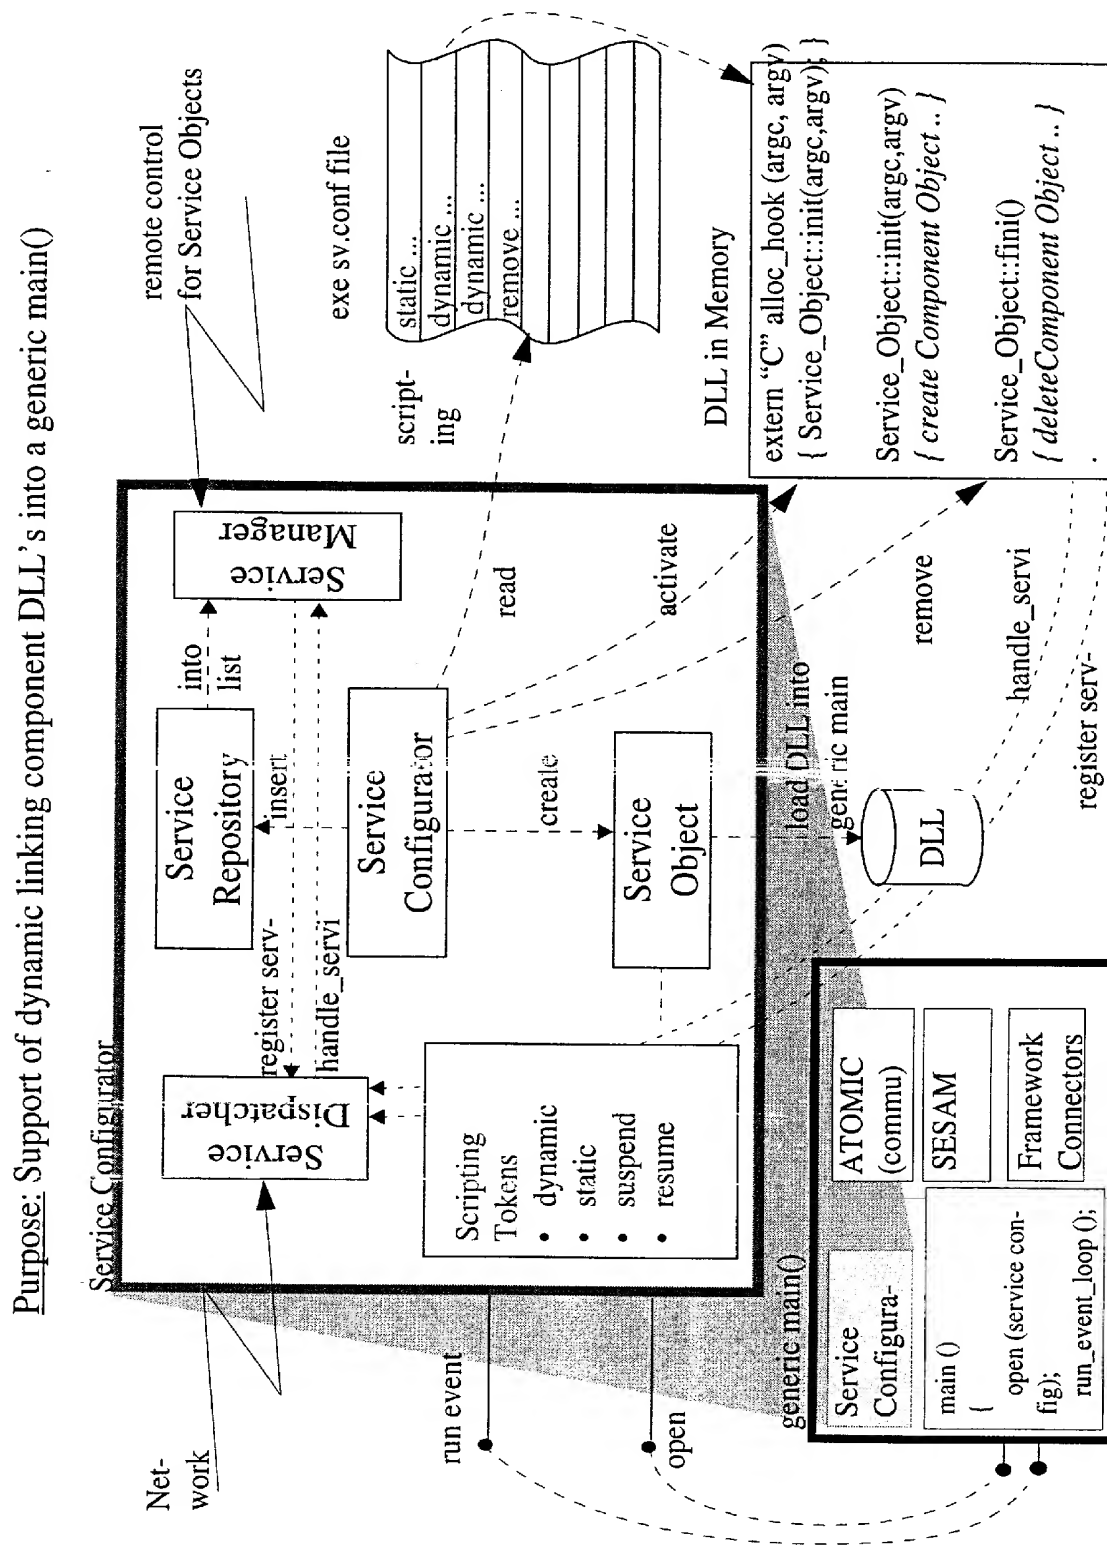 Purpose: Support of dynamic linking component DLL's into a generic main()
Service Configurator
Net-
work
remote control
for Service Objects
Service
Dispatcher
Service
Manager
Service
Repository
into
list
register serv-
insert
handle_servi
Service
Configurator
create
Service
Object
Scripting
Tokens
• dynamic
• static
• suspend
• resume
run event
open
read
script-
ing
exe sv.conf file
static ...
dynamic ...
dynamic ...
remove ...
activate
remove
load DLL into
generic main
DLL
handle_servi
register serv-
DLL in Memory
extern “C” alloc_hook (argc, argv)
{ Service_Object::init(argc,argv); }
Service_Object::init(argc,argv)
{ create Component Object .. }
Service_Object::fini()
{ deleteComponent Object .. }
.
generic main()
Service
Configura-
ATOMIC
(commu)
SESAM
Framework
Connectors
main ()
{
open (service con-
fig);
run_event_loop ();